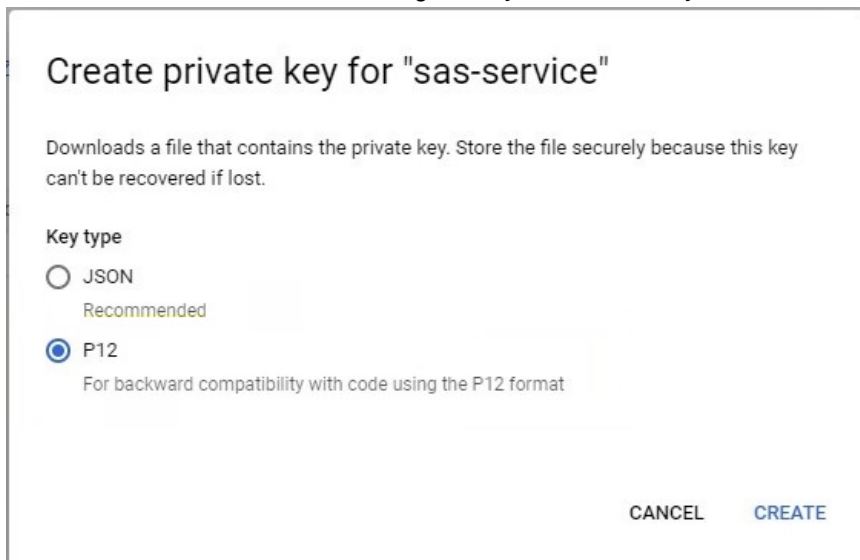 Create private key for "sas-service"
Downloads a file that contains the private key. Store the file securely because this key
can't be recovered if lost.
Key type
JSON
Recommended
P12
For backward compatibility with code using the P12 format
CANCEL CREATE